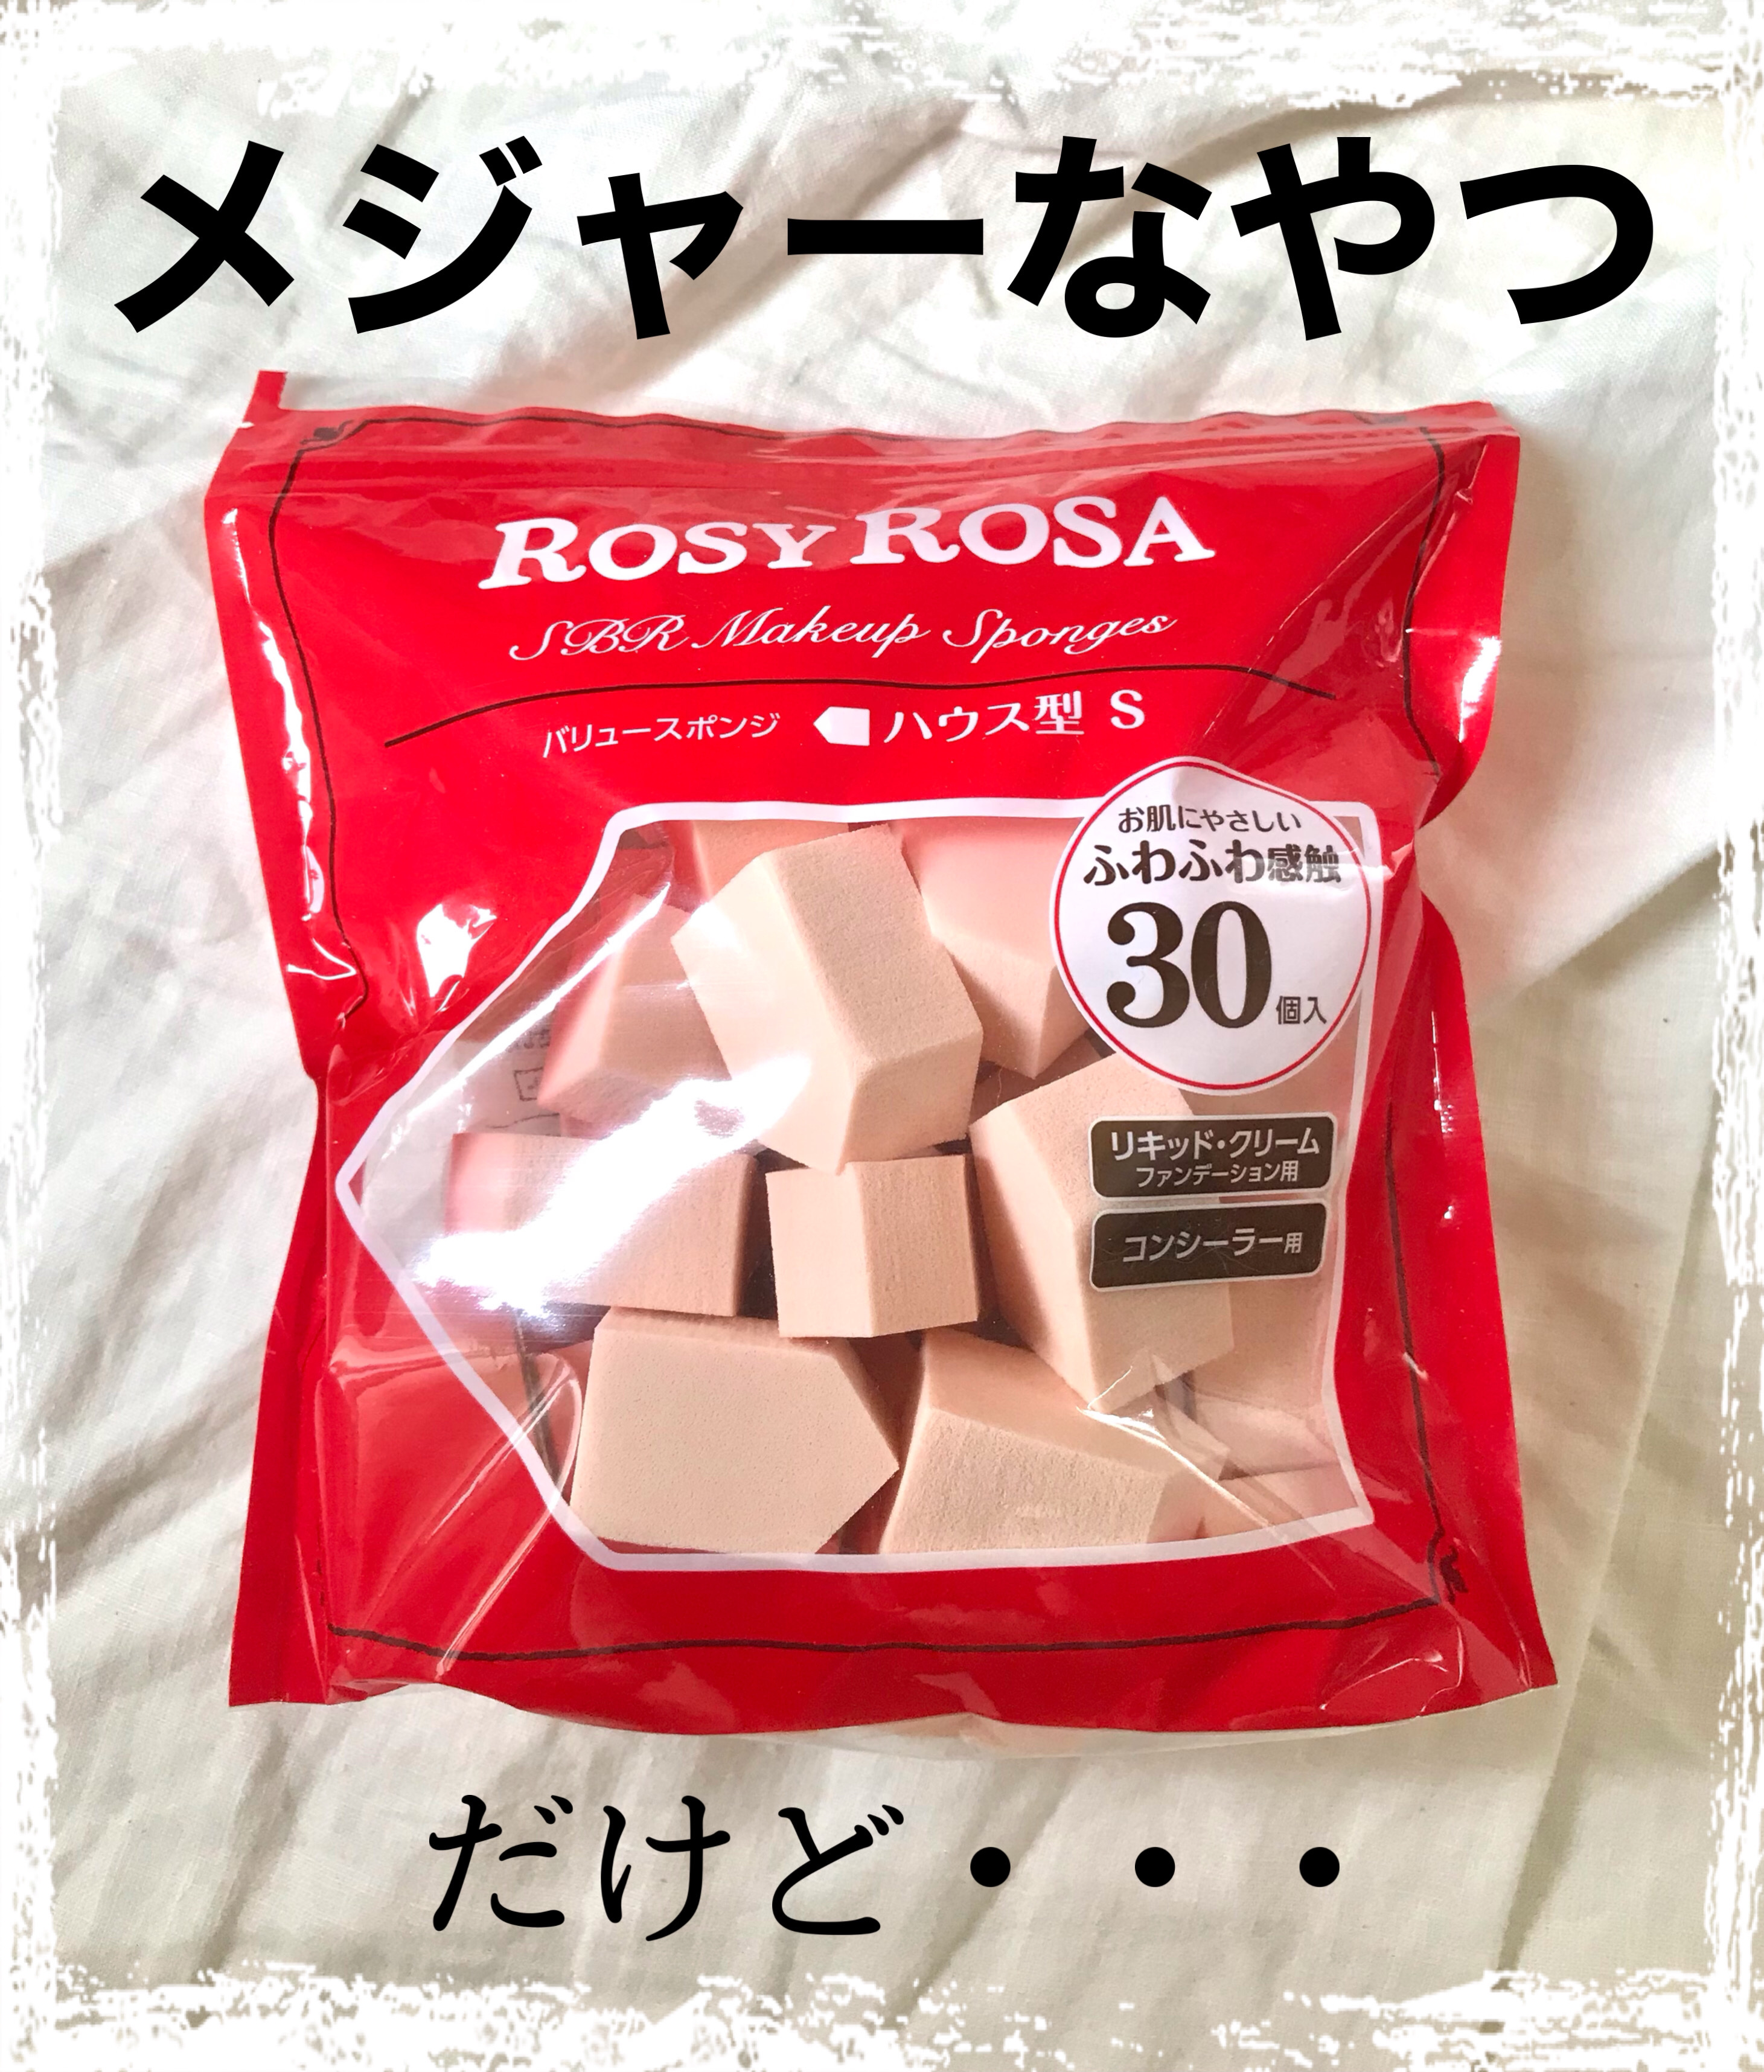 メジャーなやつ
ROSY ROSA
SBR Makeup Sponges
バリュースポンジ ハウス型 S
お肌にやさしい
ふわふわ感触
30個入
リキッド・クリーム
ファンデーション用
コンシーラー用
だけど・・・